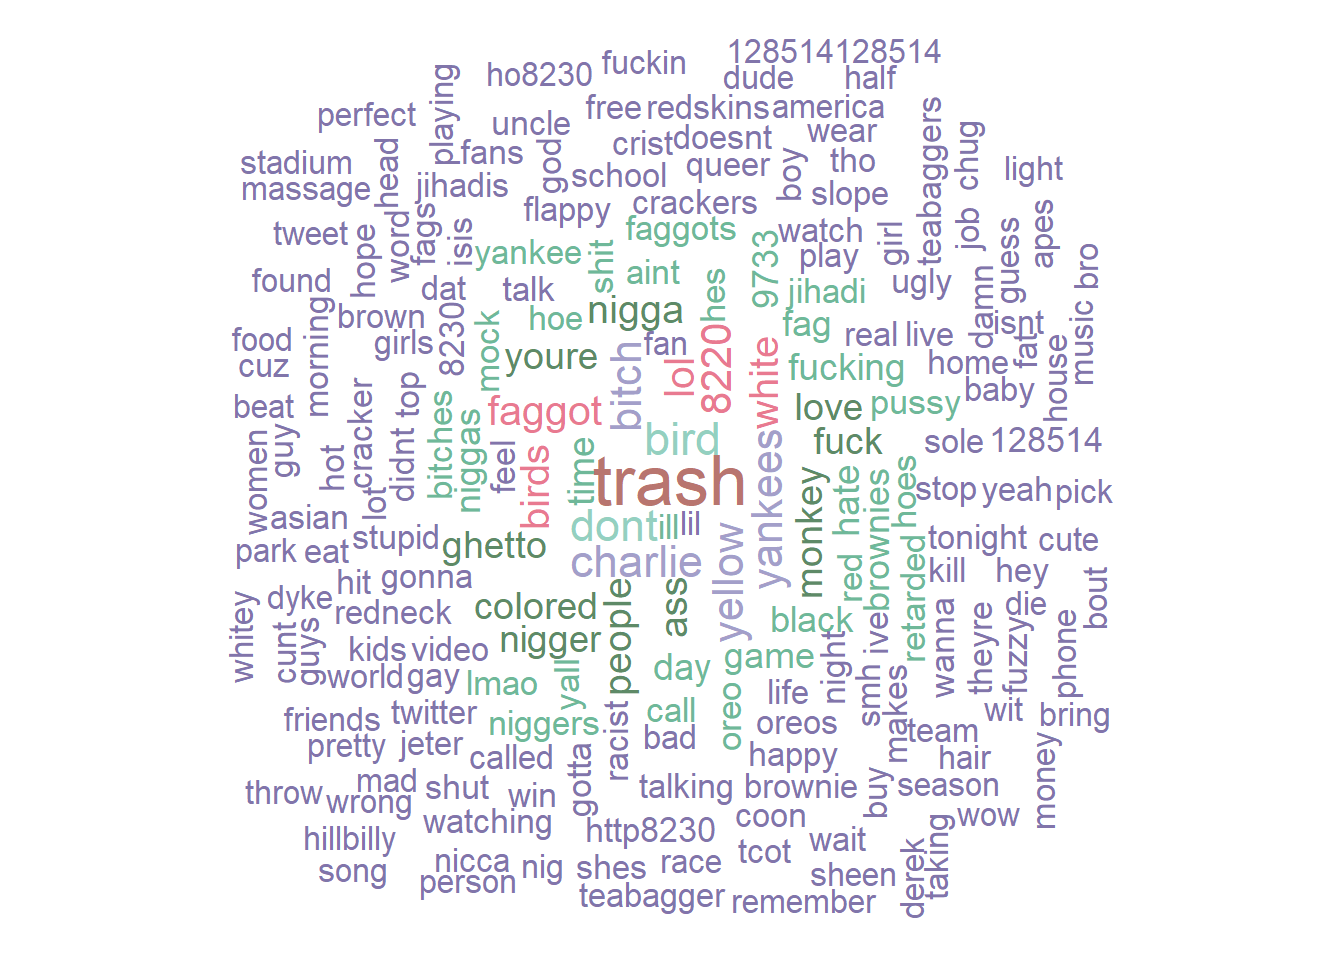 128514128514
fuckin
ho8230
dude
half
playing
perfect
free
redskins
america
teabaggers
uncle
crist
doesnt
wear
chug
stadium
head
fans
god
school
queer
boy
tho
light
massage
jihadis
flappy
crackers
slope
tweet
hope
word
fags
isis
yankee
shit
faggots
watch
girl
job
guess
apes
found
dat
talk
aint
hes
9733
play
jihadi
ugly
damn
isnt
music
bro
food
morning
brown
girls
8230
mock
hoe
nigga
fan
fag
real
live
fat
house
cuz
youre
bitch
lol
8220
white
fucking
home
baby
beat
cracker
didnt
top
bitches
niggas
faggot
bird
love
pussy
women
guy
hot
lot
feel
birds
time
trash
yankees
fuck
sole
128514
asian
stupid
ghetto
dont
ill
lil
monkey
hate
brownies
hoes
stop
yeah
pick
park
eat
charlie
yellow
red
retarded
tonight
cute
hit
gonna
kill
hey
bout
whitey
dyke
redneck
colored
people
ass
black
ive
wanna
theyre
die
cunt
guys
kids
video
nigger
game
night
fuzzy
phone
world
gay
lmao
yall
day
life
smh
makes
wit
bring
friends
twitter
niggers
racist
call
oreo
oreos
team
pretty
jeter
called
bad
happy
hair
throw
mad
wrong
shut
win
gotta
talking
brownie
buy
season
money
wow
hillbilly
watching
http8230
coon
wait
song
nicca
nig
shes
race
tcot
sheen
derek
taking
person
teabagger
remember